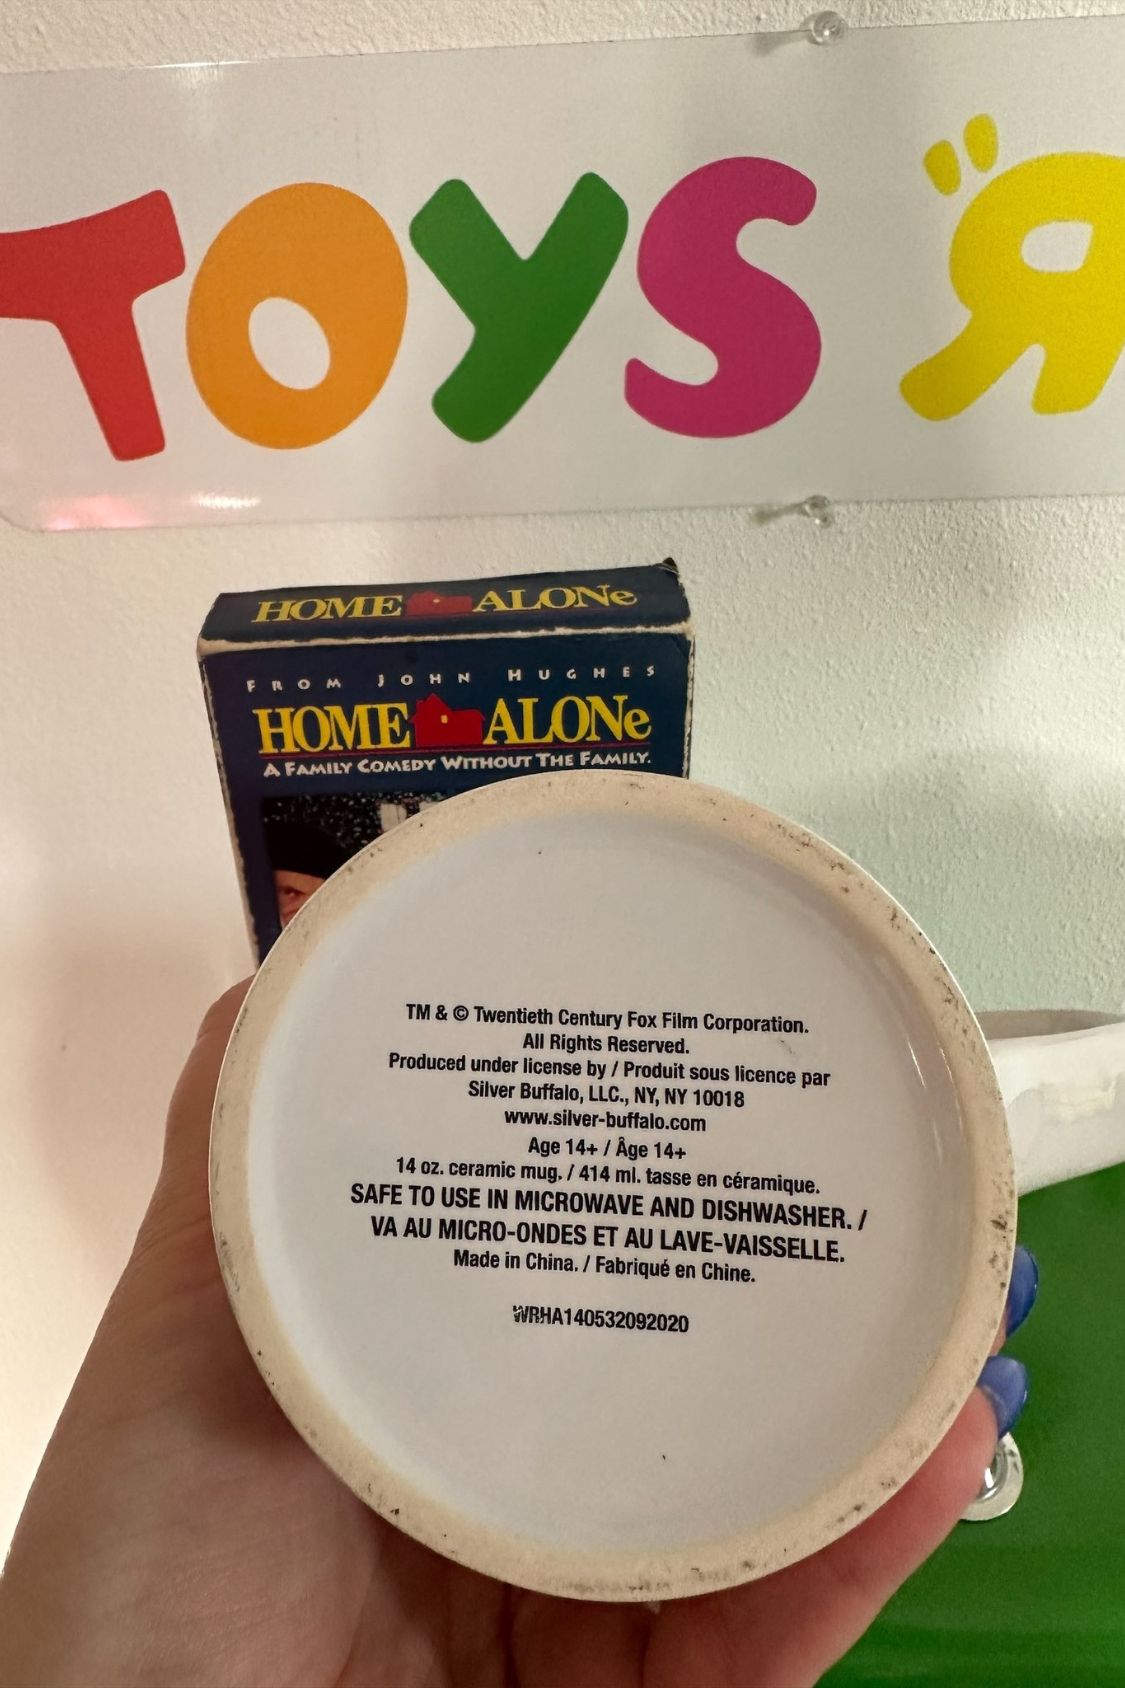 TOYS R
HOME ALONe
FROM JOHN HUGHES
HOME ALONe
A FAMILY COMEDY WITHOUT THE FAMILY.
TM & © Twentieth Century Fox Film Corporation.
All Rights Reserved.
Produced under license by / Produit sous licence par
Silver Buffalo, LLC., NY, NY 10018
www.silver-buffalo.com
Age 14+ / Âge 14+
14 oz. ceramic mug. / 414 ml. tasse en céramique.
SAFE TO USE IN MICROWAVE AND DISHWASHER. /
VA AU MICRO-ONDES ET AU LAVE-VAISSELLE.
Made in China. / Fabriqué en Chine.
WRHA140532092020